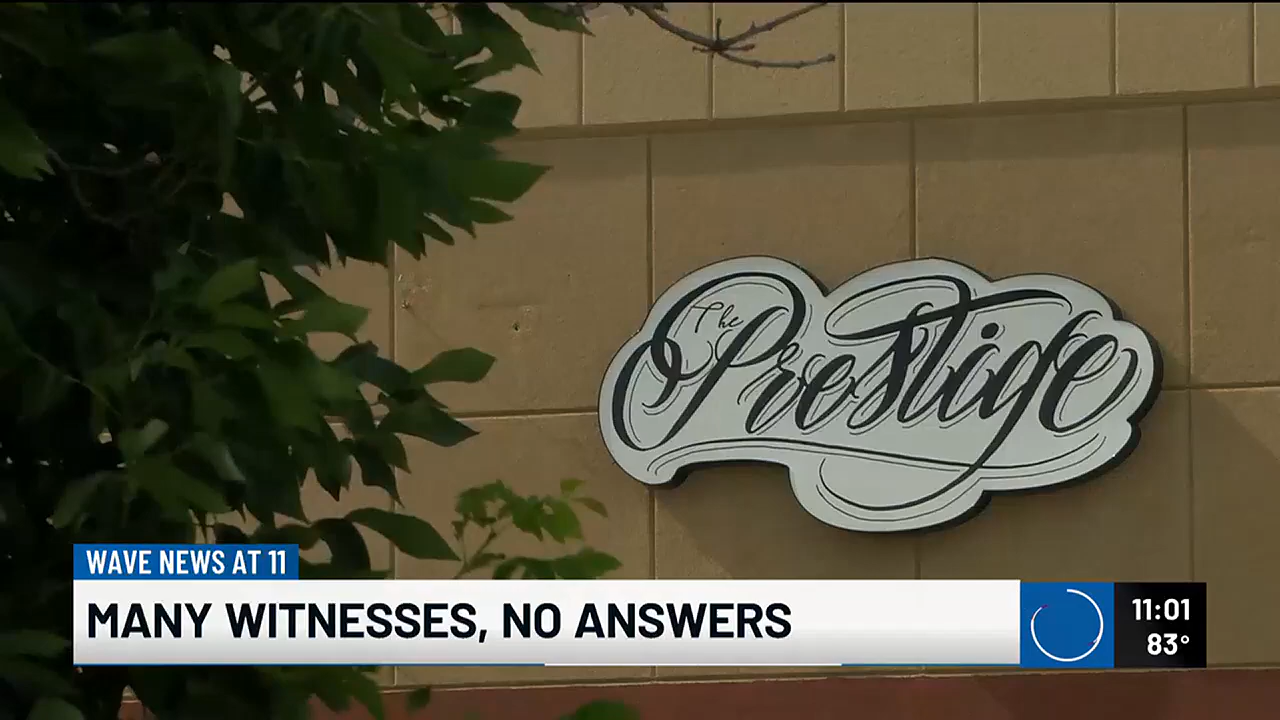 The
Prestige
WAVE NEWS AT 11
MANY WITNESSES, NO ANSWERS
11:01
83°